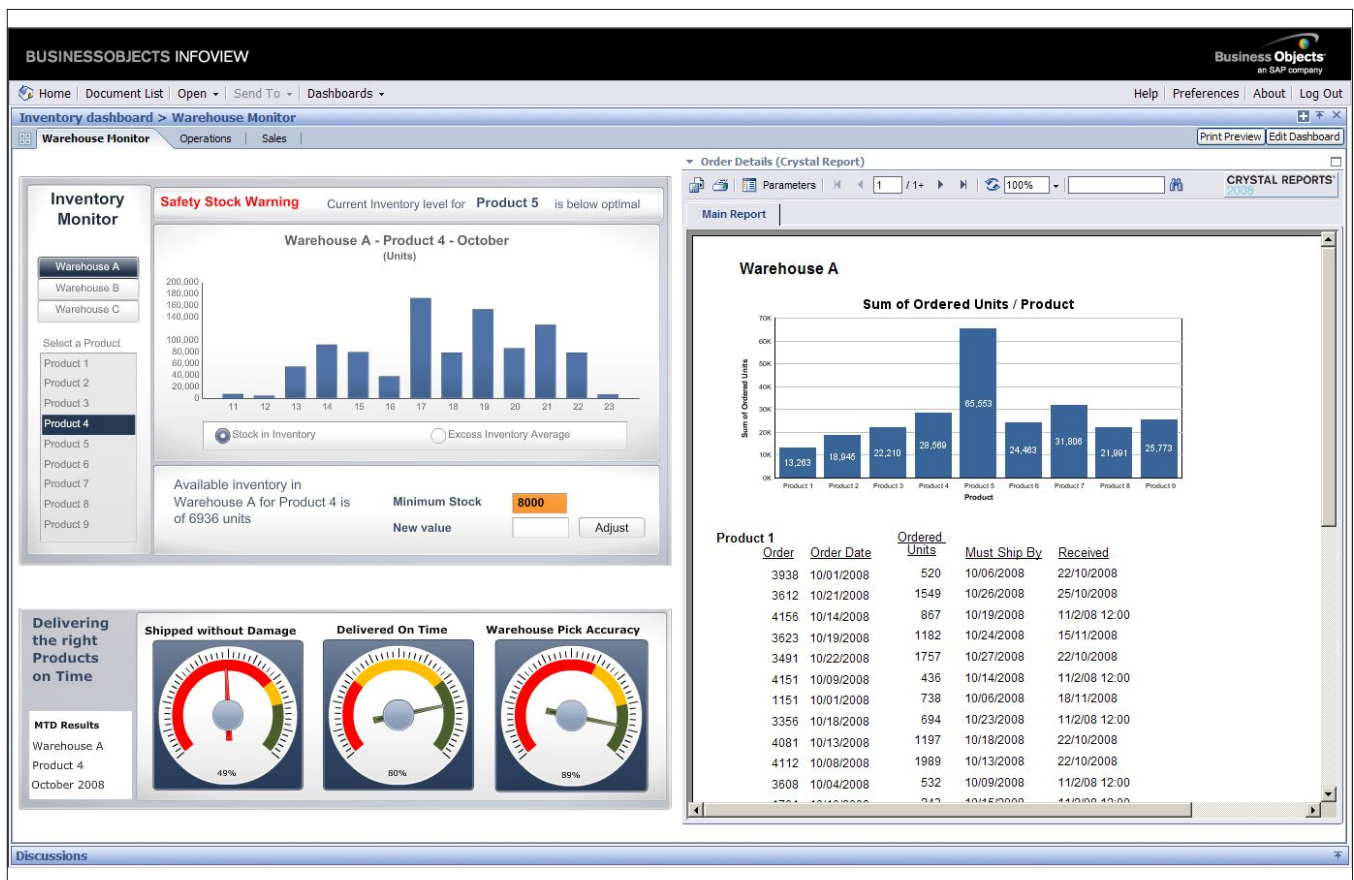 BUSINESSOBJECTS INFOVIEW
Business Objects
an SAP company
Home Document List Open Send To Dashboards
Help Preferences About Log Out
Inventory dashboard > Warehouse Monitor
Warehouse Monitor Operations Sales
Print Preview Edit Dashboard
Inventory
Monitor
Warehouse A
Warehouse B
Warehouse C
Select a Product
Product 1
Product 2
Product 3
Product 4
Product 5
Product 6
Product 7
Product 8
Product 9
Safety Stock Warning Current Inventory level for Product 5 is below optimal
Warehouse A - Product 4 - October
(Units)
200,000
180,000
160,000
140,000
100,000
80,000
60,000
40,000
20,000
0
11 12 13 14 15 16 17 18 19 20 21 22 23
Stock in Inventory Excess Inventory Average
Available inventory in
Warehouse A for Product 4 is
of 6936 units
Minimum Stock 8000
New value Adjust
Delivering
the right
Products
on Time
MTD Results
Warehouse A
Product 4
October 2008
Shipped without Damage Delivered On Time Warehouse Pick Accuracy
49% 80% 89%
Order Details (Crystal Report)
Parameters 1 / 1+ 100%
CRYSTAL REPORTS
2008
Main Report
Warehouse A
Sum of Ordered Units / Product
Sum of Ordered Units
70K
60K
50K
40K
30K
20K
10K
0K
13,263 18,946 22,210 28,569 65,553 24,463 31,806 21,991 25,773
Product 1 Product 2 Product 3 Product 4 Product 5 Product 6 Product 7 Product 8 Product 9
Product
Product 1
Order Order Date Ordered Units Must Ship By Received
3938 10/01/2008 520 10/06/2008 22/10/2008
3612 10/21/2008 1549 10/26/2008 25/10/2008
4156 10/14/2008 867 10/19/2008 11/2/08 12:00
3623 10/19/2008 1182 10/24/2008 15/11/2008
3491 10/22/2008 1757 10/27/2008 22/10/2008
4151 10/09/2008 436 10/14/2008 11/2/08 12:00
1151 10/01/2008 738 10/06/2008 18/11/2008
3356 10/18/2008 694 10/23/2008 11/2/08 12:00
4081 10/13/2008 1197 10/18/2008 22/10/2008
4112 10/08/2008 1989 10/13/2008 22/10/2008
3608 10/04/2008 532 10/09/2008 11/2/08 12:00
Discussions